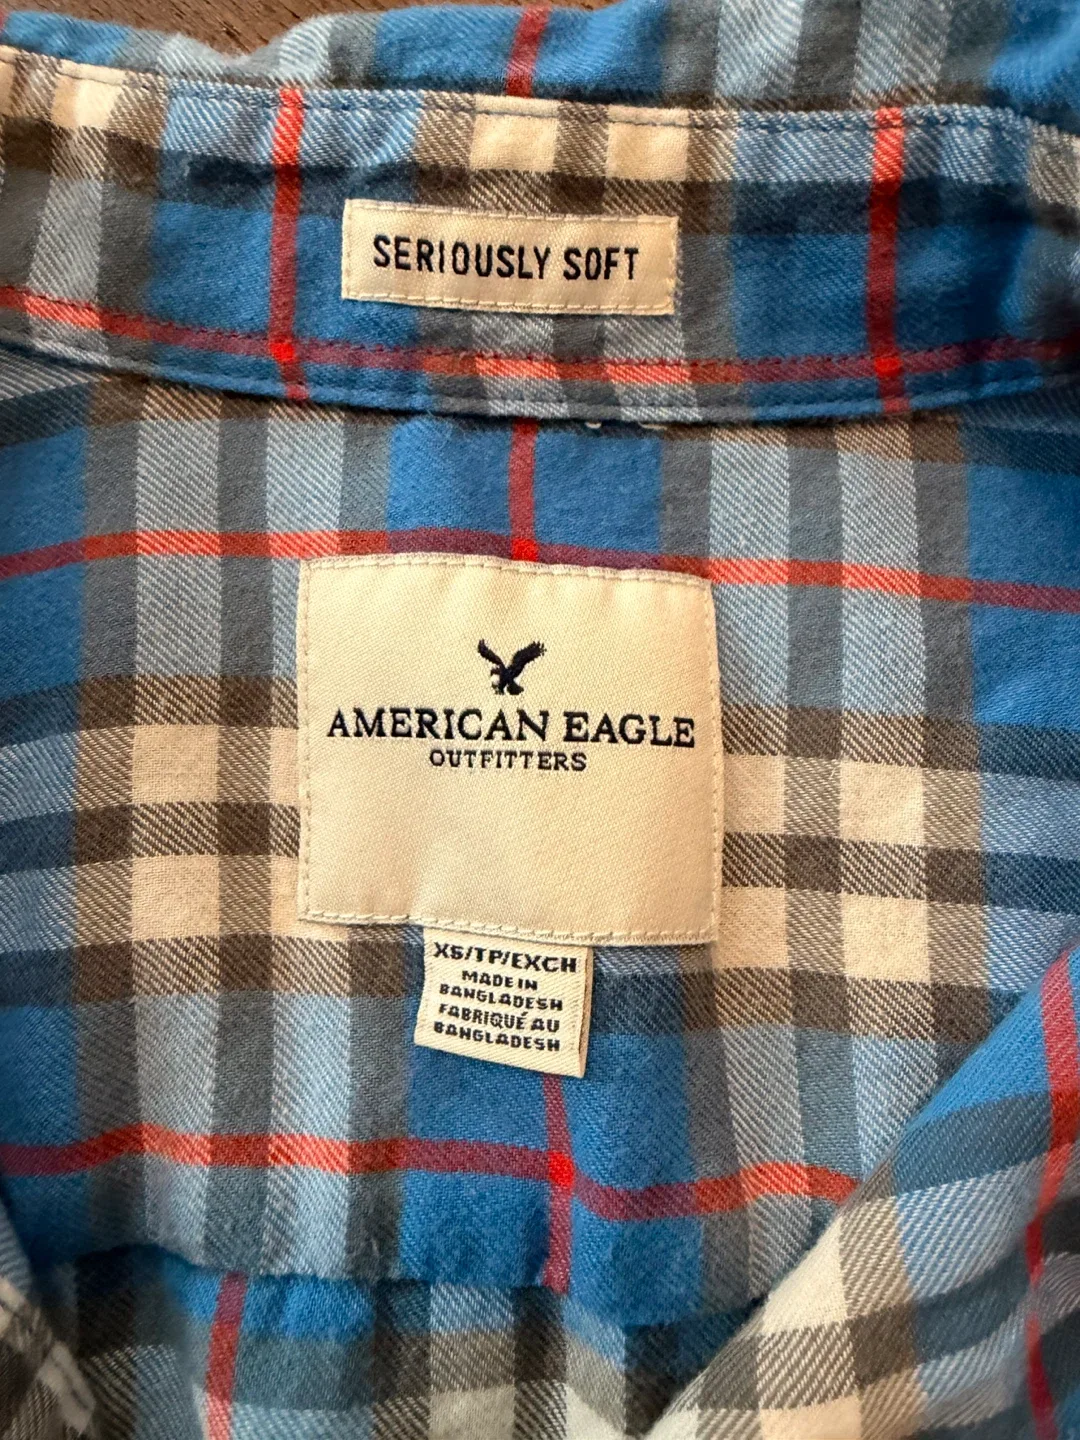 SERIOUSLY SOFT
AMERICAN EAGLE
OUTFITTERS
XS/TP/EXCH
MADE IN
BANGLADESH
FABRIQUÉ AU
BANGLADESH